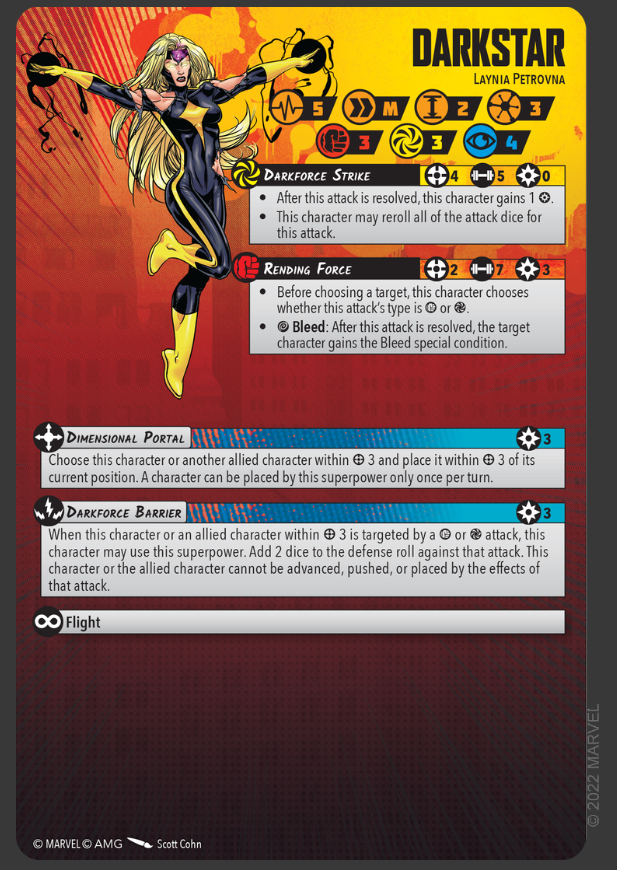 DARKSTAR
LAYNIA PETROVNA
5 M 2 3
3 3 4
DARKFORCE STRIKE 4 5 0
• After this attack is resolved, this character gains 1 .
• This character may reroll all of the attack dice for
this attack.
RENDING FORCE 2 7 3
• Before choosing a target, this character chooses
whether this attack's type is or .
• Bleed: After this attack is resolved, the target
character gains the Bleed special condition.
DIMENSIONAL PORTAL 3
Choose this character or another allied character within 3 and place it within 3 of its
current position. A character can be placed by this superpower only once per turn.
DARKFORCE BARRIER 3
When this character or an allied character within 3 is targeted by a or attack, this
character may use this superpower. Add 2 dice to the defense roll against that attack. This
character or the allied character cannot be advanced, pushed, or placed by the effects of
that attack.
Flight
© MARVEL © AMG Scott Cohn
© 2022 MARVEL